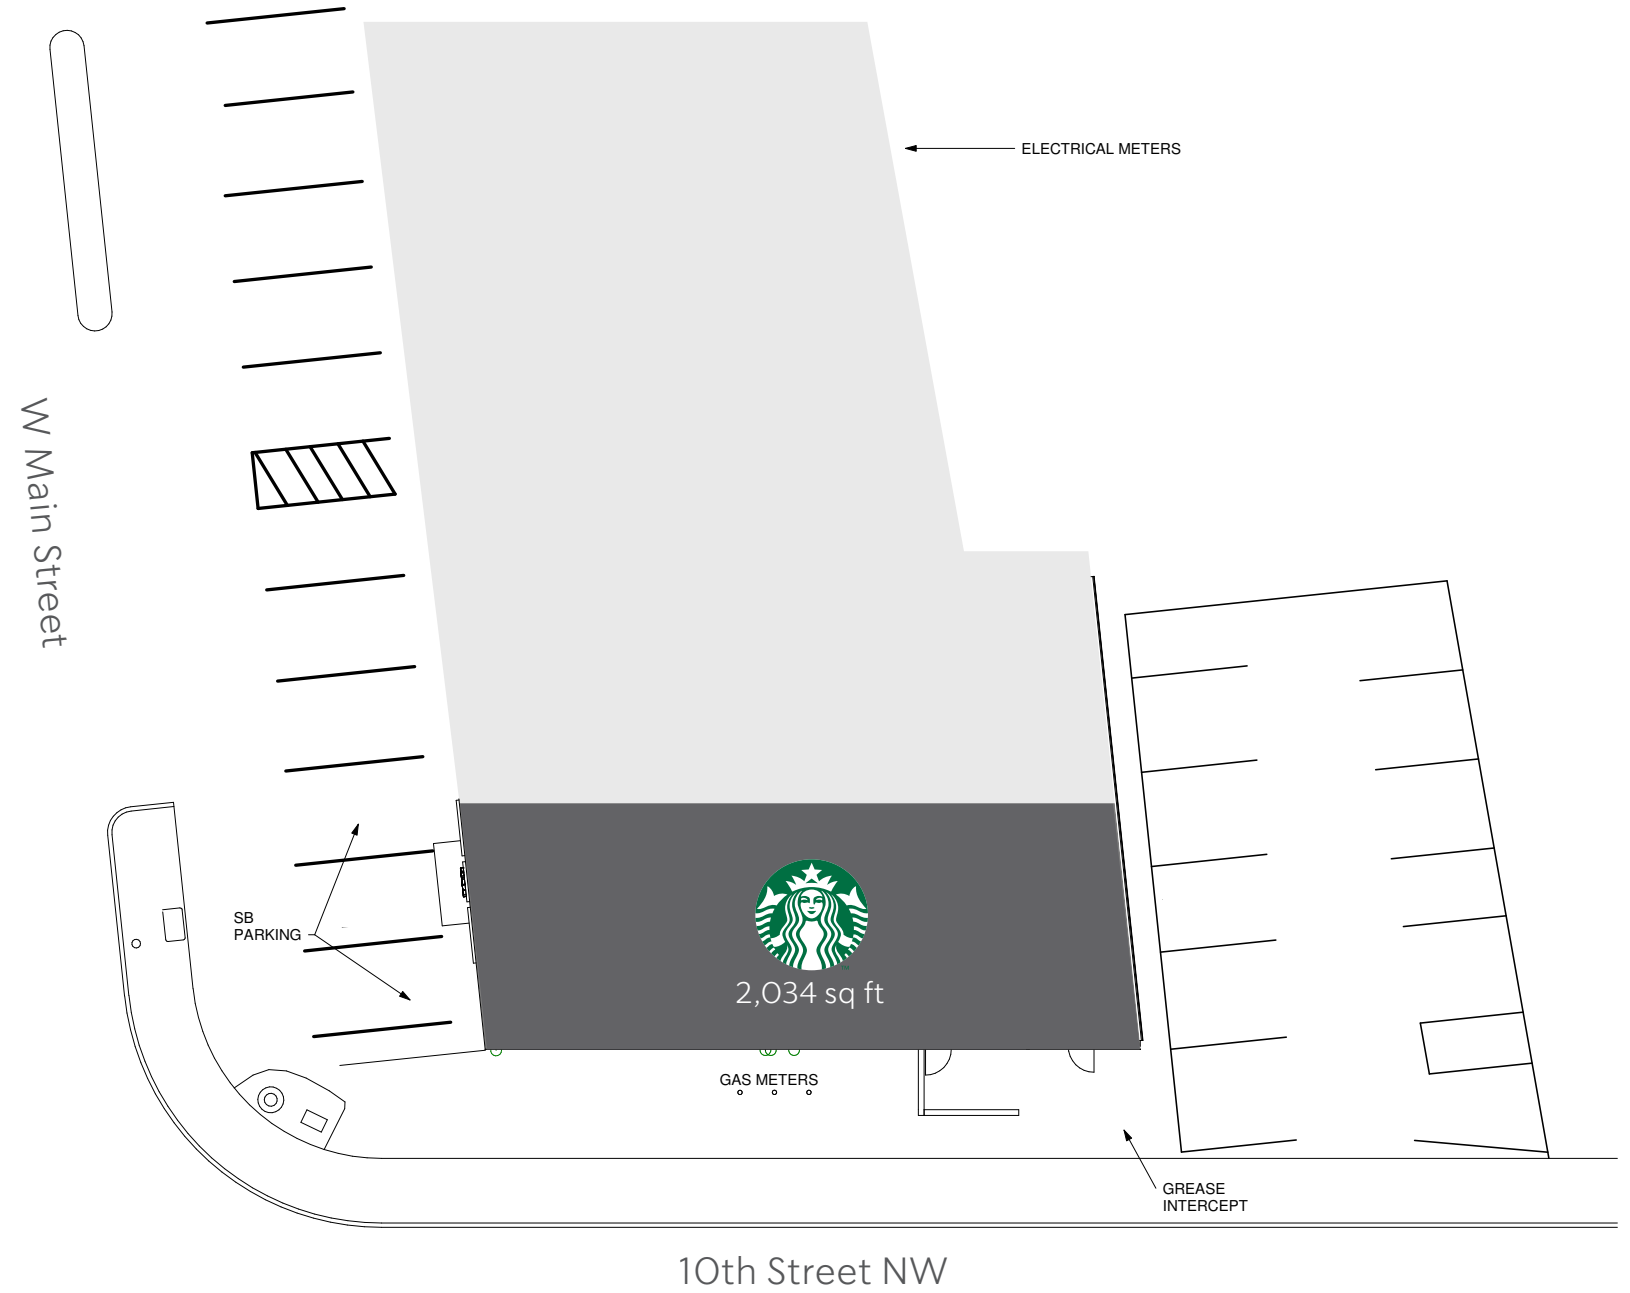 ELECTRICAL METERS
W Main Street
SB
PARKING
2,034 sq ft
GAS METERS
GREASE
INTERCEPT
10th Street NW